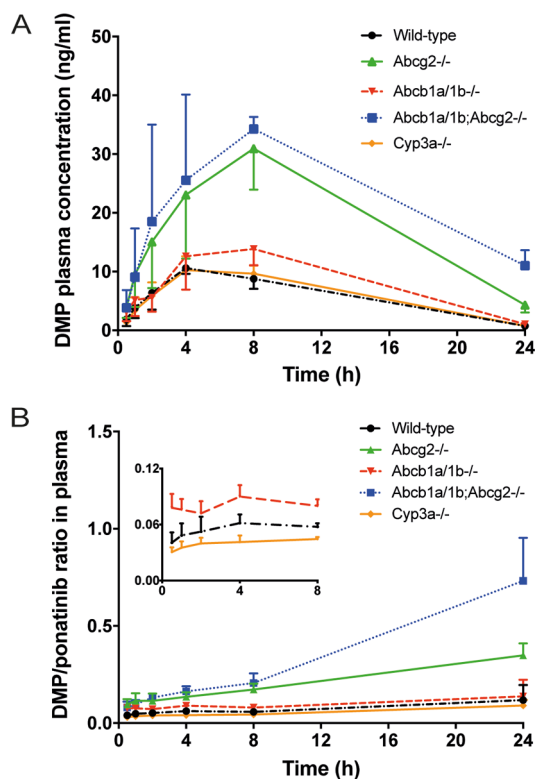 A
DMP plasma concentration (ng/ml)
50
40
30
20
10
0
Wild-type
Abcg2-/-
Abcb1a/1b-/-
Abcb1a/1b;Abcg2-/-
Cyp3a-/-
0 4 8 12 16 20 24
Time (h)
B
DMP/ponatinib ratio in plasma
1.5
1.0
0.5
0.0
Wild-type
Abcg2-/-
Abcb1a/1b-/-
Abcb1a/1b;Abcg2-/-
Cyp3a-/-
0.12
0.06
0.00
0 4 8
0 4 8 12 16 20 24
Time (h)